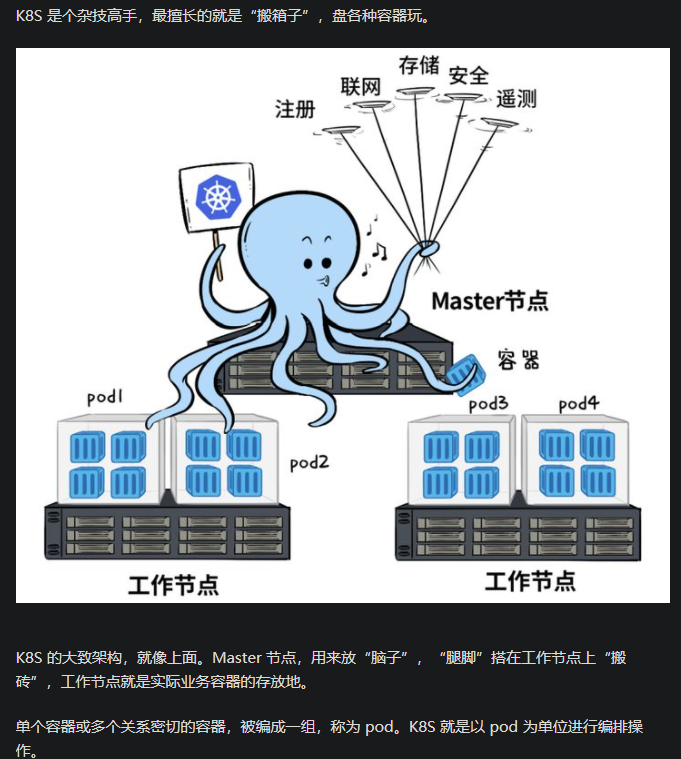 K8S 是个杂技高手，最擅长的就是“搬箱子”，盘各种容器玩。
存储
联网
安全
注册
遥测
Master节点
容器
pod1
pod3
pod4
pod2
工作节点
工作节点
K8S 的大致架构，就像上面。Master 节点，用来放“脑子”，“腿脚”搭在工作节点上“搬
砖”，工作节点就是实际业务容器的存放地。
单个容器或多个关系密切的容器，被编成一组，称为 pod。K8S 就是以 pod 为单位进行编排操
作。